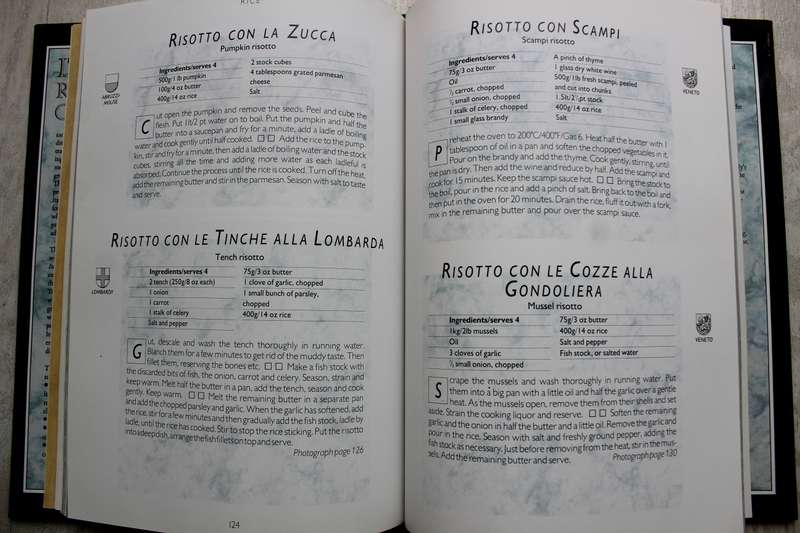 RICE
RISOTTO CON LA ZUCCA
Pumpkin risotto
ABRUZZI-
MOLISE
Ingredients/serves 4
500g/1 lb pumpkin
100g/4 oz butter
400g/14 oz rice
2 stock cubes
4 tablespoons grated parmesan
cheese
Salt
Cut open the pumpkin and remove the seeds. Peel and cube the
flesh. Put 1lt/2 pt water on to boil. Put the pumpkin and half the
butter into a saucepan and fry for a minute, add a ladle of boiling
water and cook gently until half cooked. □ □ Add the rice to the pump-
kin, stir and fry for a minute, then add a ladle of boiling water and the stock
cubes, stirring all the time and adding more water as each ladleful is
absorbed. Continue the process until the rice is cooked. Turn off the heat,
add the remaining butter and stir in the parmesan. Season with salt to taste
and serve.
RISOTTO CON LE TINCHE ALLA LOMBARDA
Tench risotto
LOMBARDY
Ingredients/serves 4
2 tench (250g/8 oz each)
1 onion
1 carrot
1 stalk of celery
Salt and pepper
75g/3 oz butter
1 clove of garlic, chopped
1 small bunch of parsley,
chopped
400g/14 oz rice
Gut, descale and wash the tench thoroughly in running water.
Blanch them for a few minutes to get rid of the muddy taste. Then
fillet them, reserving the bones etc. □ □ Make a fish stock with
the discarded bits of fish, the onion, carrot and celery. Season, strain and
keep warm. Melt half the butter in a pan, add the tench, season and cook
gently. Keep warm. □ □ Melt the remaining butter in a separate pan
and add the chopped parsley and garlic. When the garlic has softened, add
the rice, stir for a few minutes and then gradually add the fish stock, ladle by
ladle, until the rice has cooked. Stir to stop the rice sticking. Put the risotto
into a deep dish, arrange the fish fillets on top and serve.
Photograph page 126
124
RISOTTO CON SCAMPI
Scampi risotto
VENETO
Ingredients/serves 4
75g/3 oz butter
Oil
½ carrot, chopped
½ small onion, chopped
1 stalk of celery, chopped
1 small glass brandy
A pinch of thyme
1 glass dry white wine
500g/1lb fresh scampi, peeled
and cut into chunks
1.5lt/2½pt. stock
400g/14 oz rice
Salt
Preheat the oven to 200°C/400°F/Gas 6. Heat half the butter with 1
tablespoon of oil in a pan and soften the chopped vegetables in it.
Pour on the brandy and add the thyme. Cook gently, stirring, until
the pan is dry. Then add the wine and reduce by half. Add the scampi and
cook for 15 minutes. Keep the scampi sauce hot. □ □ Bring the stock to
the boil, pour in the rice and add a pinch of salt. Bring back to the boil and
then put in the oven for 20 minutes. Drain the rice, fluff it out with a fork,
mix in the remaining butter and pour over the scampi sauce.
RISOTTO CON LE COZZE ALLA
GONDOLIERA
Mussel risotto
VENETO
Ingredients/serves 4
1kg/2lb mussels
Oil
3 cloves of garlic
½ small onion, chopped
75g/3 oz butter
400g/14 oz rice
Salt and pepper
Fish stock, or salted water
Scrape the mussels and wash thoroughly in running water. Put
them into a big pan with a little oil and half the garlic over a gentle
heat. As the mussels open, remove them from their shells and set
aside. Strain the cooking liquor and reserve. □ □ Soften the remaining
garlic and the onion in half the butter and a little oil. Remove the garlic and
pour in the rice. Season with salt and freshly ground pepper, adding the
fish stock as necessary. Just before removing from the heat, stir in the mus-
sels. Add the remaining butter and serve.
Photograph page 130